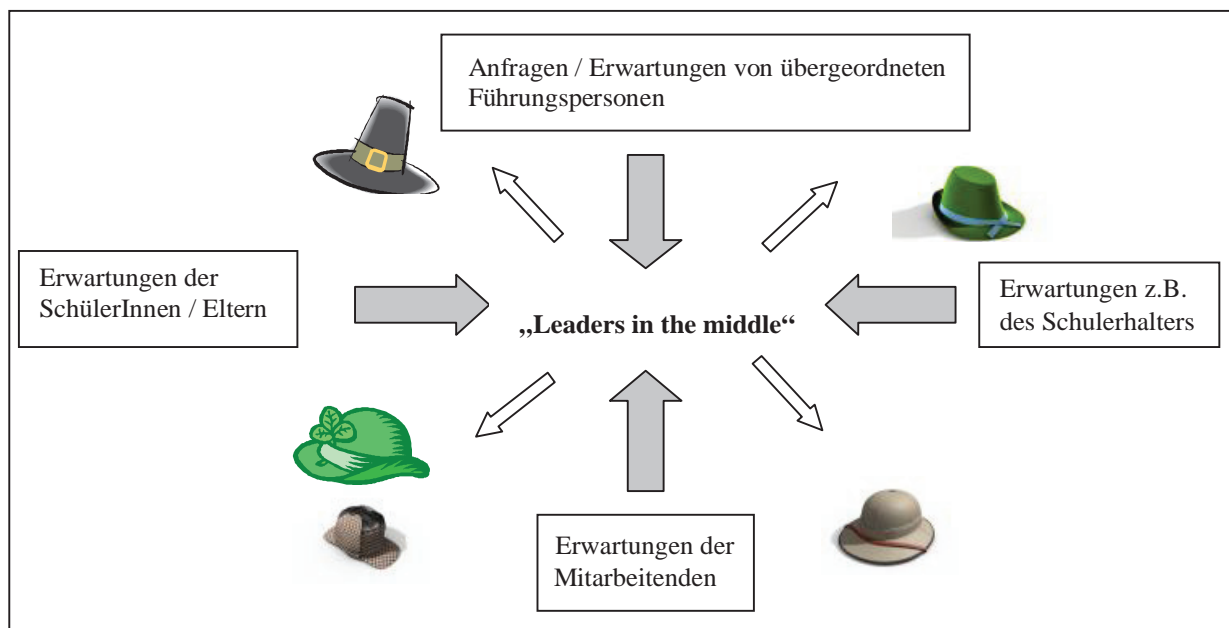 Anfragen / Erwartungen von übergeordneten
Führungspersonen
Erwartungen der
SchülerInnen / Eltern
„Leaders in the middle“
Erwartungen z.B.
des Schulerhalters
Erwartungen der
Mitarbeitenden